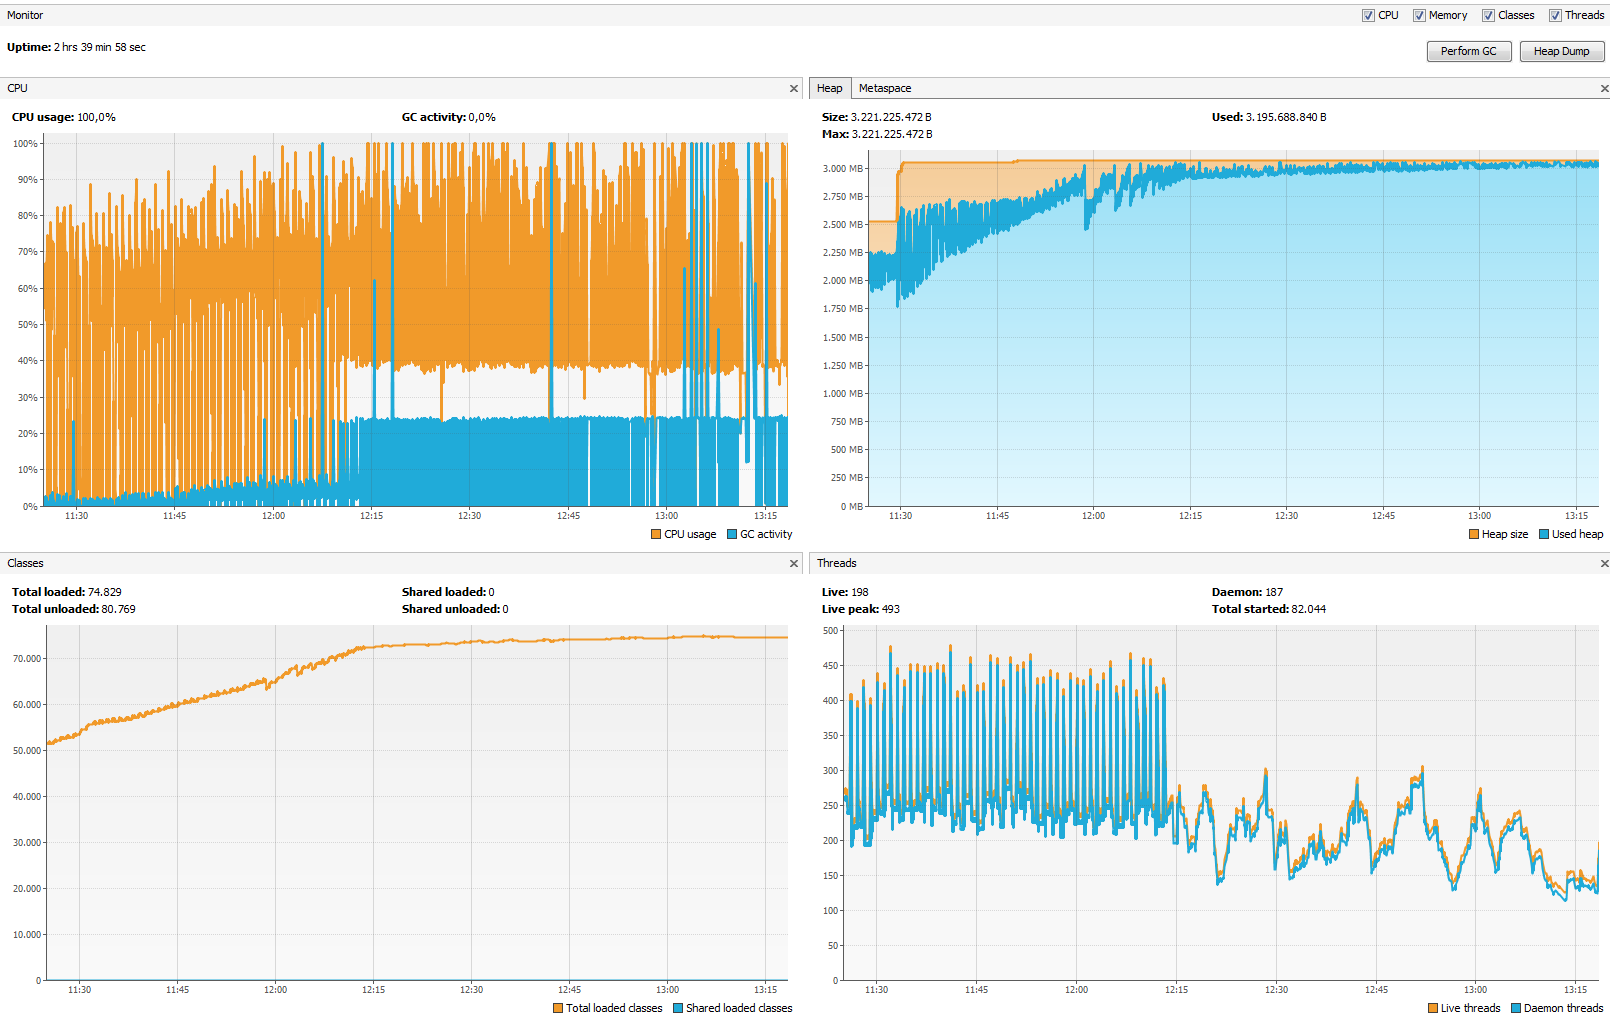 Monitor
CPU Memory Classes Threads
Uptime: 2 hrs 39 min 58 sec
Perform GC Heap Dump
CPU
CPU usage: 100,0% GC activity: 0,0%
100%
90%
80%
70%
60%
50%
40%
30%
20%
10%
0%
11:30 11:45 12:00 12:15 12:30 12:45 13:00 13:15
CPU usage GC activity
Heap Metaspace
Size: 3.221.225.472 B Used: 3.195.688.840 B
Max: 3.221.225.472 B
3.000 MB
2.750 MB
2.500 MB
2.250 MB
2.000 MB
1.750 MB
1.500 MB
1.250 MB
1.000 MB
750 MB
500 MB
250 MB
0 MB
11:30 11:45 12:00 12:15 12:30 12:45 13:00 13:15
Heap size Used heap
Classes
Total loaded: 74.829 Shared loaded: 0
Total unloaded: 80.769 Shared unloaded: 0
70.000
60.000
50.000
40.000
30.000
20.000
10.000
0
11:30 11:45 12:00 12:15 12:30 12:45 13:00 13:15
Total loaded classes Shared loaded classes
Threads
Live: 198 Daemon: 187
Live peak: 493 Total started: 82.044
500
450
400
350
300
250
200
150
100
50
0
11:30 11:45 12:00 12:15 12:30 12:45 13:00 13:15
Live threads Daemon threads